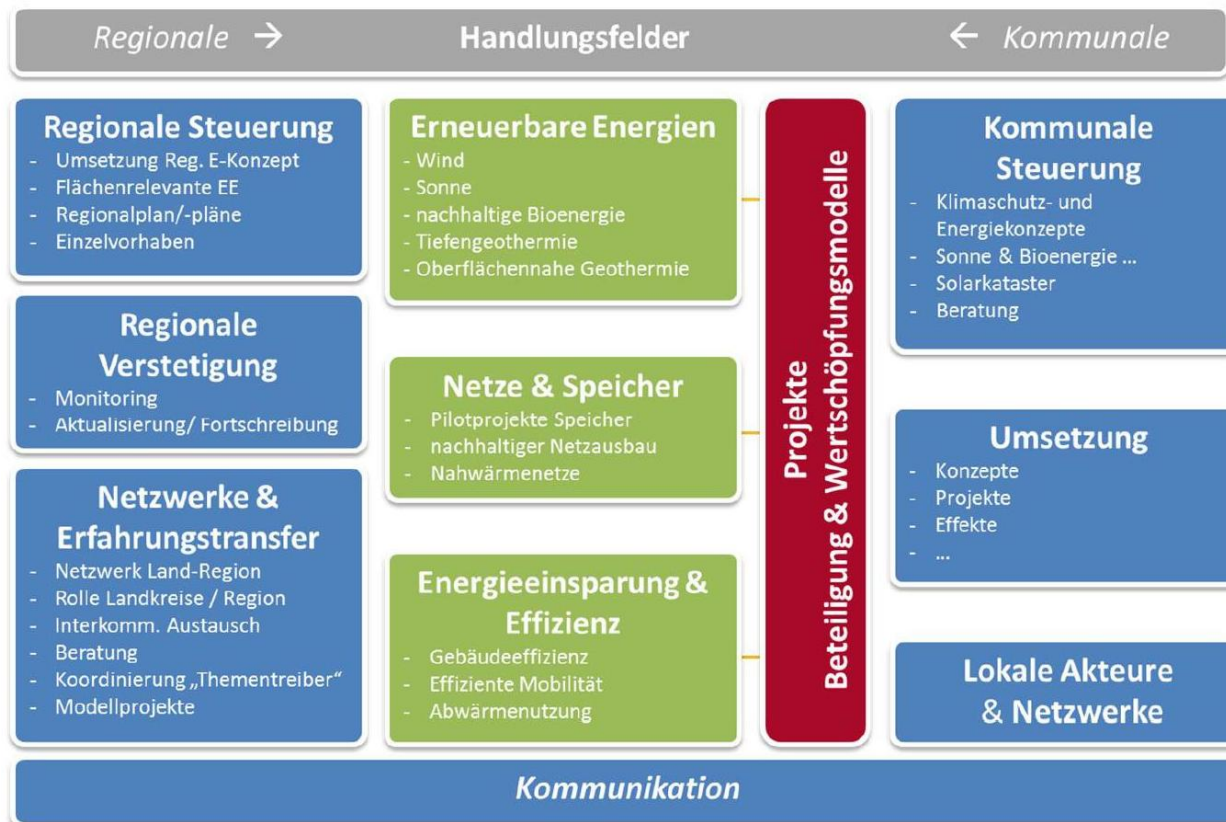 Regionale → Handlungsfelder ← Kommunale
Regionale Steuerung
- Umsetzung Reg. E-Konzept
- Flächenrelevante EE
- Regionalplan/-pläne
- Einzelvorhaben
Regionale
Verstetigung
- Monitoring
- Aktualisierung/ Fortschreibung
Netzwerke &
Erfahrungstransfer
- Netzwerk Land-Region
- Rolle Landkreise / Region
- Interkomm. Austausch
- Beratung
- Koordinierung „Thementreiber“
- Modellprojekte
Erneuerbare Energien
- Wind
- Sonne
- nachhaltige Bioenergie
- Tiefengeothermie
- Oberflächennahe Geothermie
Netze & Speicher
- Pilotprojekte Speicher
- nachhaltiger Netzausbau
- Nahwärmenetze
Energieeinsparung &
Effizienz
- Gebäudeeffizienz
- Effiziente Mobilität
- Abwärmenutzung
Projekte
Beteiligung & Wertschöpfungsmodelle
Kommunale
Steuerung
- Klimaschutz- und
Energiekonzepte
- Sonne & Bioenergie ...
- Solarkataster
- Beratung
Umsetzung
- Konzepte
- Projekte
- Effekte
- ...
Lokale Akteure
& Netzwerke
Kommunikation